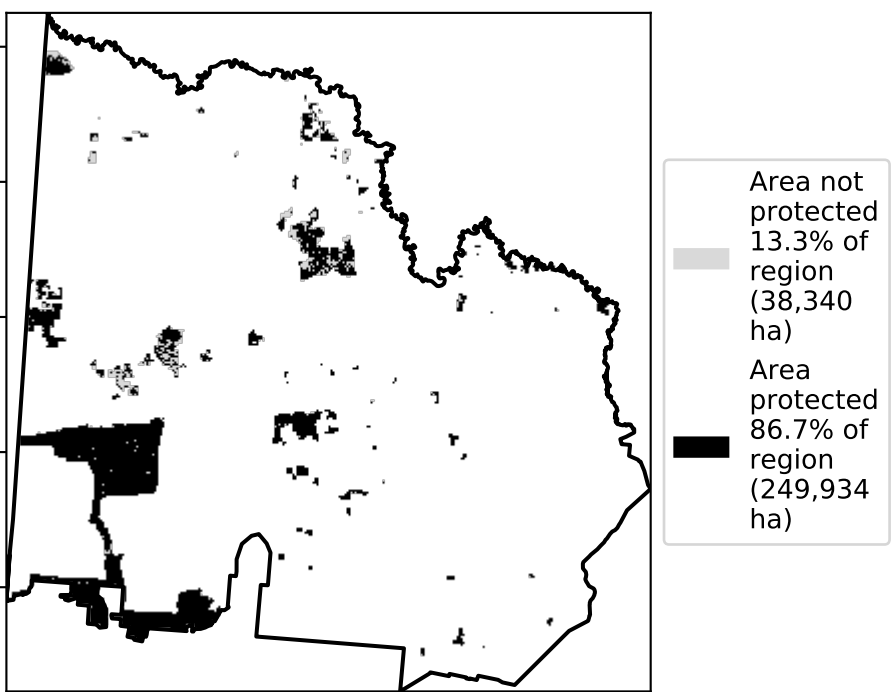 Area not
protected
13.3% of
region
(38,340
ha)
Area
protected
86.7% of
region
(249,934
ha)